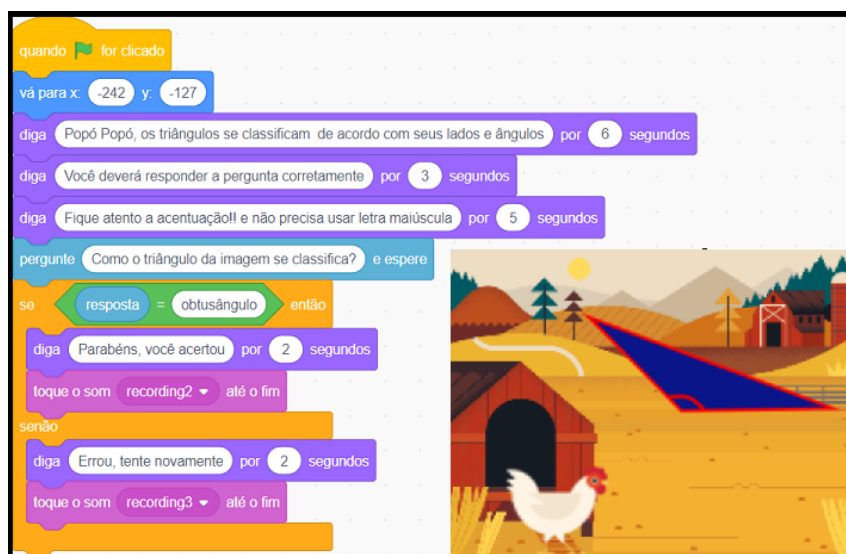 quando for clicado
vá para x: -242 y: -127
diga Popó Popó, os triângulos se classificam de acordo com seus lados e ângulos por 6 segundos
diga Você deverá responder a pergunta corretamente por 3 segundos
diga Fique atento a acentuação!! e não precisa usar letra maiúscula por 5 segundos
pergunte Como o triângulo da imagem se classifica? e espere
se resposta = obtusângulo então
diga Parabéns, você acertou por 2 segundos
toque o som recording2 até o fim
senão
diga Errou, tente novamente por 2 segundos
toque o som recording3 até o fim